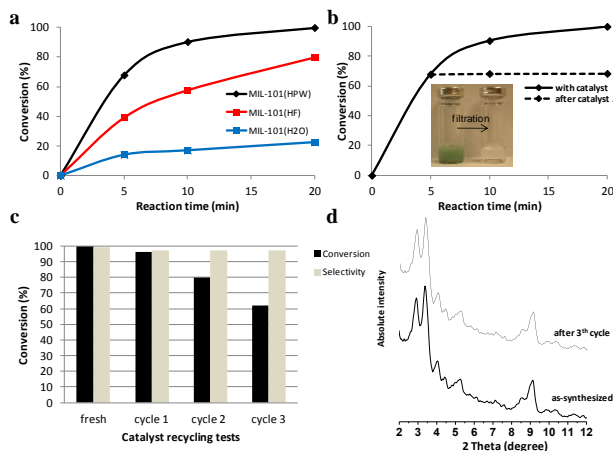 a
100
80
60
40
20
0
Conversion (%)
MIL-101(HPW)
MIL-101(HF)
MIL-101(H2O)
0 5 10 15 20
Reaction time (min)
b
100
80
60
40
20
0
Conversion (%)
filtration
with catalyst
after catalyst
0 5 10 15 20
Reaction time (min)
c
100
90
80
70
60
50
40
30
20
10
0
Conversion (%)
Conversion
Selectivity
fresh cycle 1 cycle 2 cycle 3
Catalyst recycling tests
d
Absolute intensity
after 3th cycle
as-synthesized
2 3 4 5 6 7 8 9 10 11 12
2 Theta (degree)